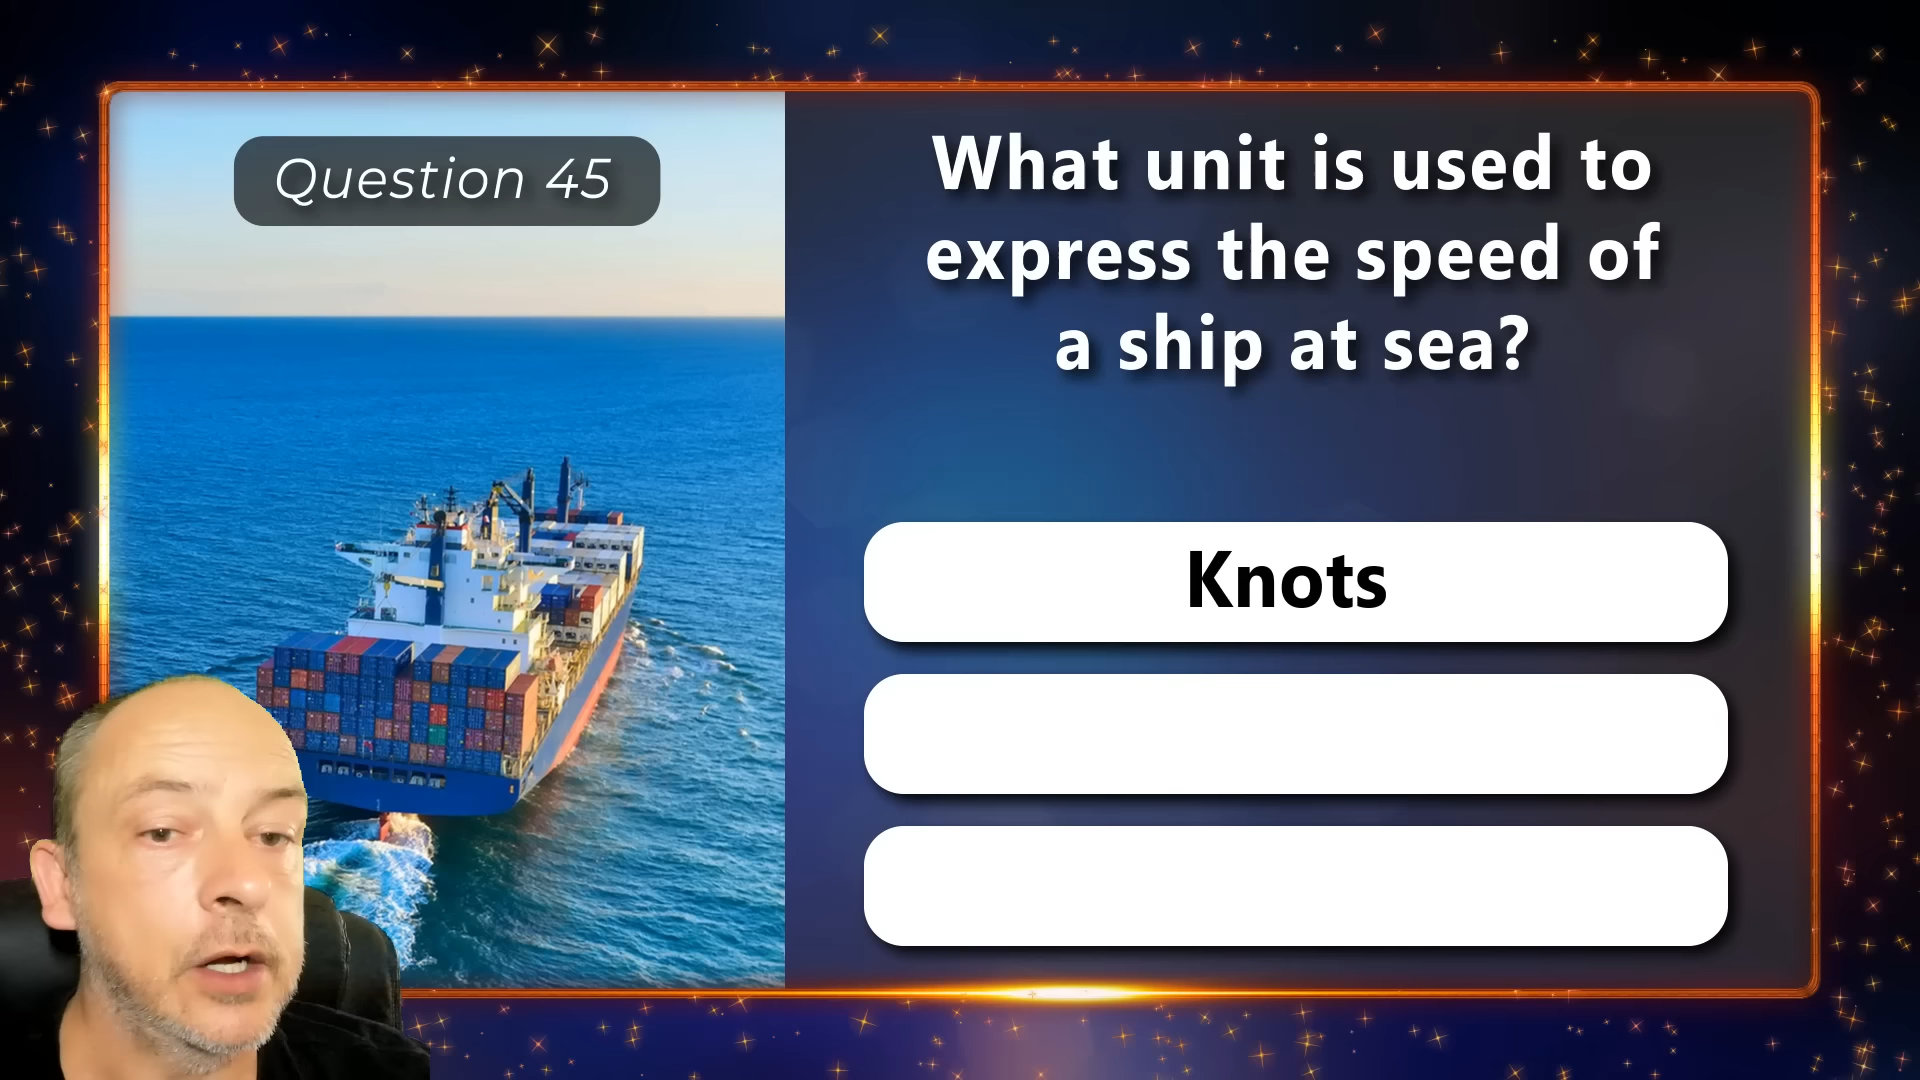 Question 45
What unit is used to
express the speed of
a ship at sea?
Knots